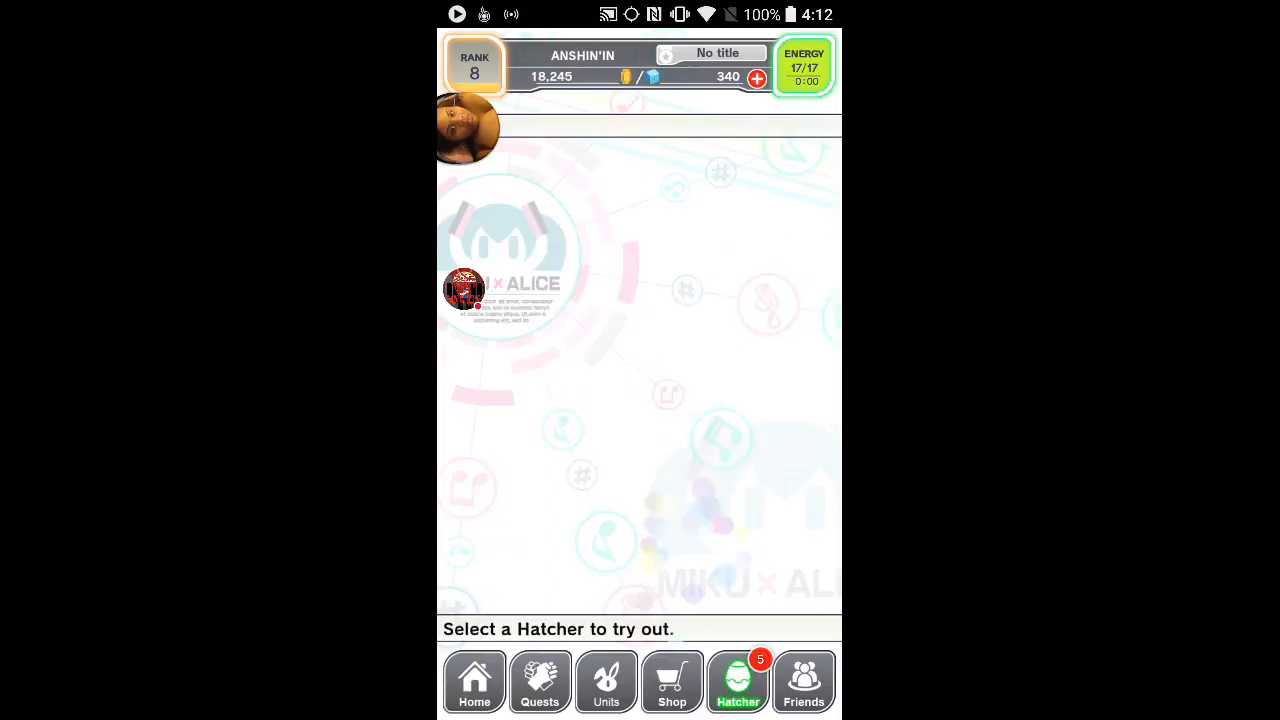 100% 4:12
RANK
8
ANSHIN'IN
No title
18,245 / 340
ENERGY
17/17
0:00
× ALICE
MIKU × ALI
Select a Hatcher to try out.
5
Home
Quests
Units
Shop
Hatcher
Friends